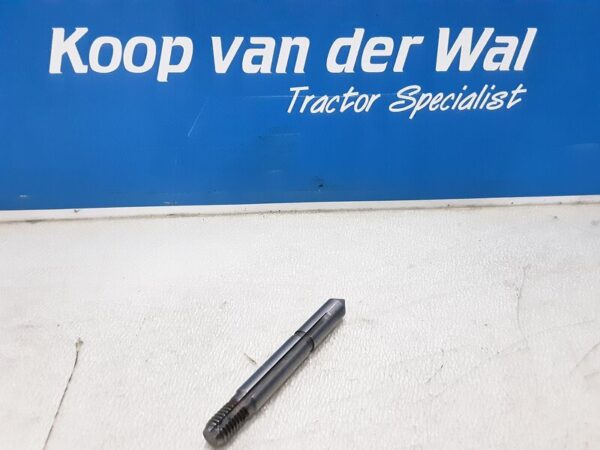 Koop van der Wal
Tractor Specialist